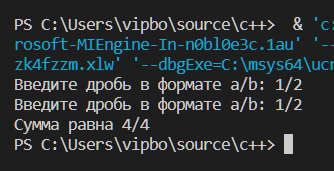 PS C:\Users\vipbo\source\c++>  & 'c:
rosoft-MIEngine-In-n0bl0e3c.1au' '--
zk4fzzm.xlw' '--dbgExe=C:\msys64\ucr
Введите дробь в формате a/b: 1/2
Введите дробь в формате a/b: 1/2
Сумма равна 4/4
PS C:\Users\vipbo\source\c++>